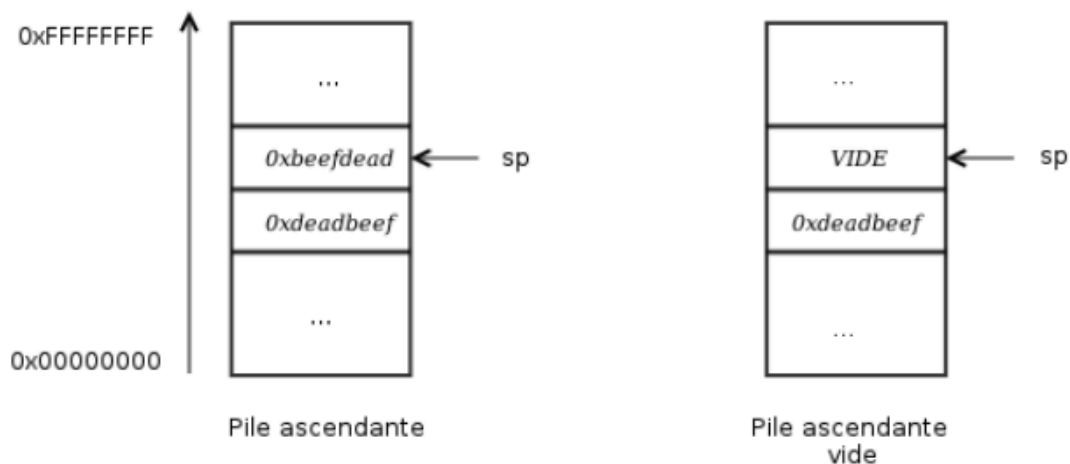 0xFFFFFFFF
...
...
0xbeefdead
sp
VIDE
sp
0xdeadbeef
0xdeadbeef
...
...
0x00000000
Pile ascendante
Pile ascendante
vide